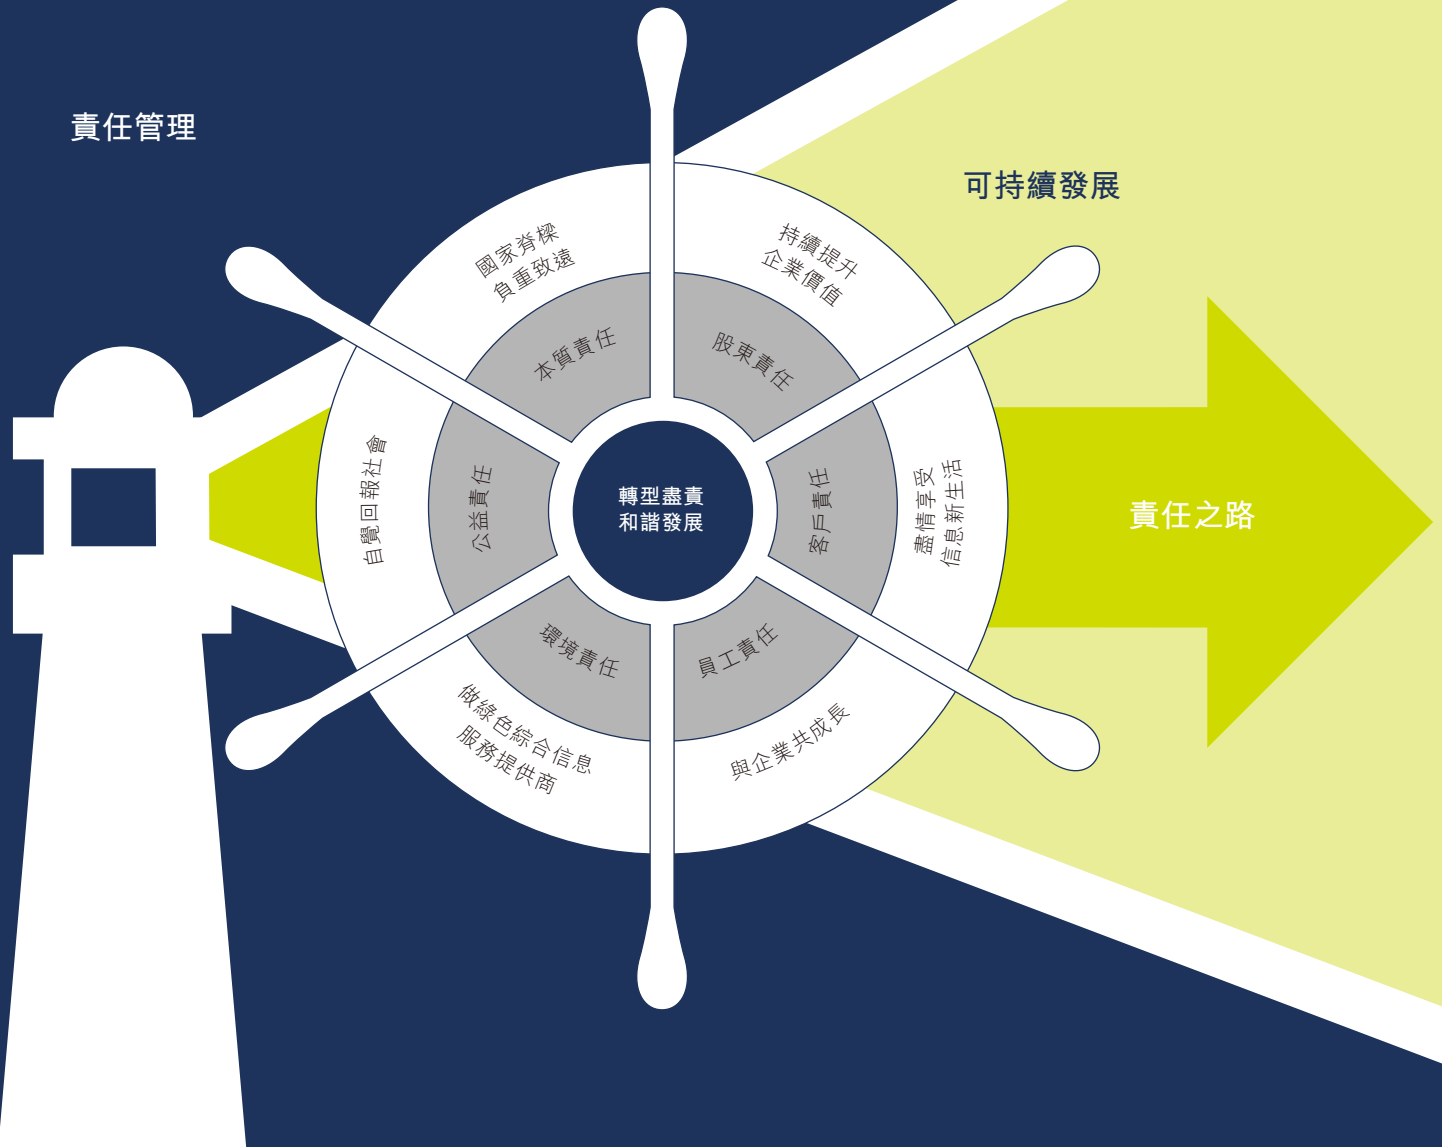 責任管理
可持續發展
國家脊樑
負重致遠
持續提升
企業價值
本質責任
股東責任
自覺回報社會
公益責任
轉型盡責
和諧發展
客戶責任
盡情享受
信息新生活
責任之路
環境責任
員工責任
做綠色綜合信息
服務提供商
與企業共成長